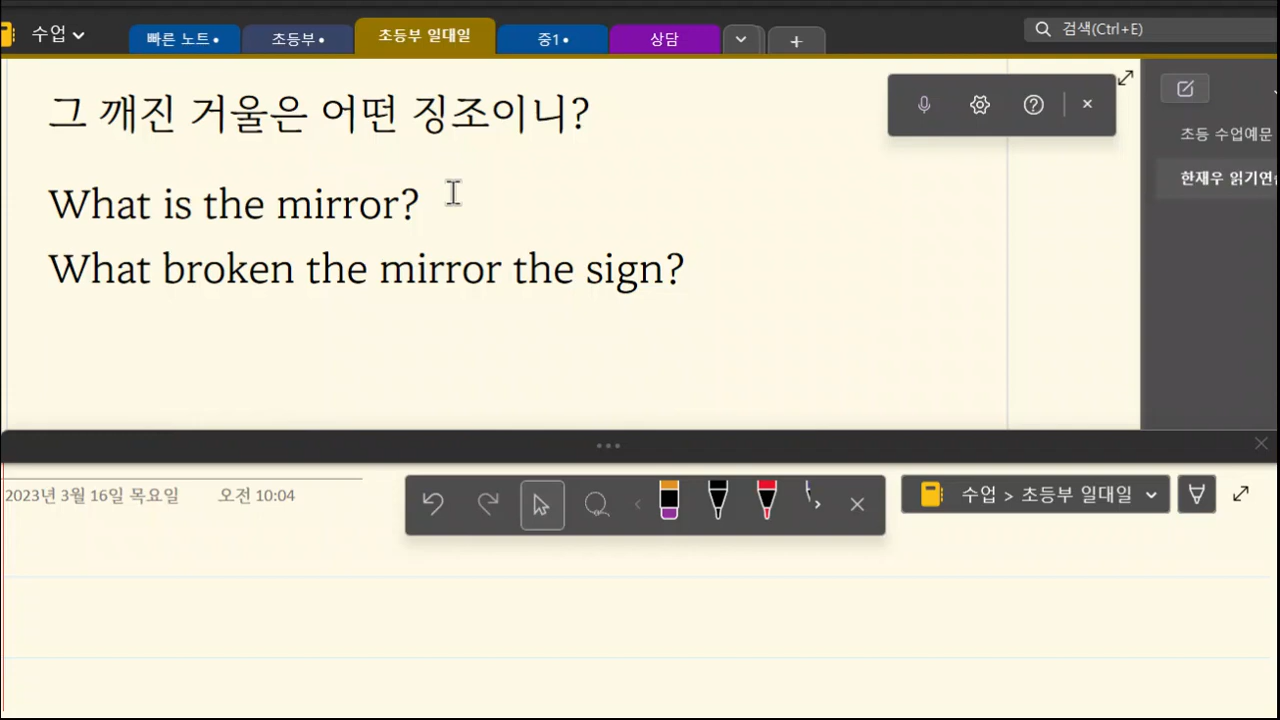 수업
빠른 노트•
초등부•
초등부 일대일
중1•
상담
검색(Ctrl+E)
그 깨진 거울은 어떤 징조이니?
초등 수업예문
한재우 읽기연
What is the mirror?
What broken the mirror the sign?
2023년 3월 16일 목요일 오전 10:04
수업 > 초등부 일대일